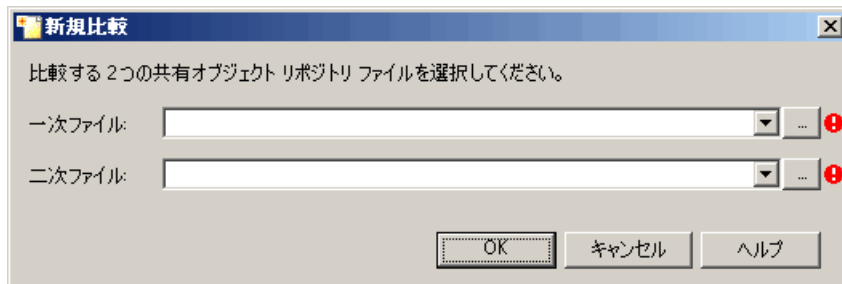 新規比較
比較する 2つの共有オブジェクト リポジトリ ファイルを選択してください。
一次ファイル:
...
二次ファイル:
...
OK キャンセル ヘルプ